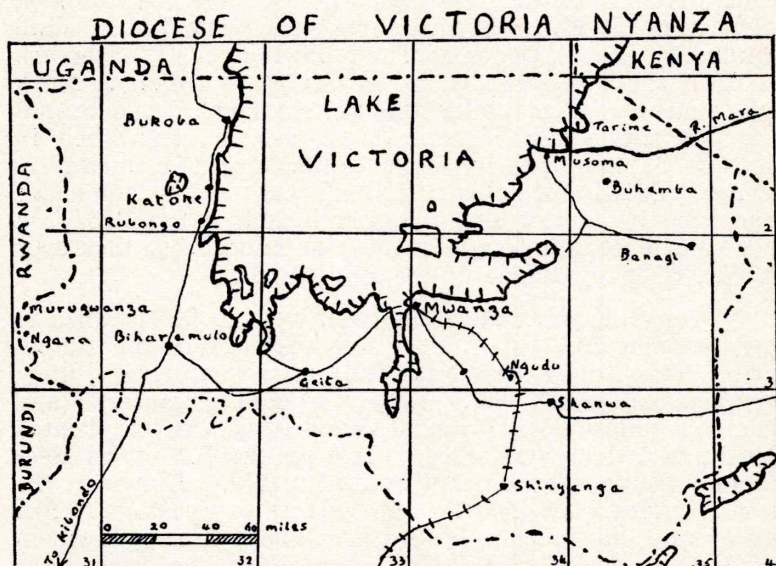 DIOCESE OF VICTORIA NYANZA
UGANDA
KENYA
LAKE
VICTORIA
Bukoba
Tarime
R. Mara
Musoma
Katoke
Buhemba
RWANDA
Rubongo
2
Banagi
Murugwanza
Ngara
Mwanza
Biharamulo
Geita
Ngudu
3
Shanwa
BURUNDI
Shinyanga
To Kibondo
0 20 40 60 miles
31 32 33 34 35 4